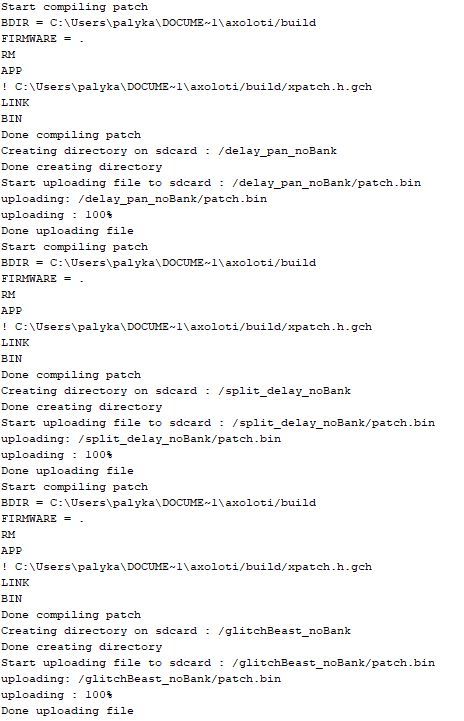 Start compiling patch
BDIR = C:\Users\palyka\DOCUME~1\axoloti/build
FIRMWARE = .
RM
APP
! C:\Users\palyka\DOCUME~1\axoloti/build/xpatch.h.gch
LINK
BIN
Done compiling patch
Creating directory on sdcard : /delay_pan_noBank
Done creating directory
Start uploading file to sdcard : /delay_pan_noBank/patch.bin
uploading: /delay_pan_noBank/patch.bin
uploading : 100%
Done uploading file
Start compiling patch
BDIR = C:\Users\palyka\DOCUME~1\axoloti/build
FIRMWARE = .
RM
APP
! C:\Users\palyka\DOCUME~1\axoloti/build/xpatch.h.gch
LINK
BIN
Done compiling patch
Creating directory on sdcard : /split_delay_noBank
Done creating directory
Start uploading file to sdcard : /split_delay_noBank/patch.bin
uploading: /split_delay_noBank/patch.bin
uploading : 100%
Done uploading file
Start compiling patch
BDIR = C:\Users\palyka\DOCUME~1\axoloti/build
FIRMWARE = .
RM
APP
! C:\Users\palyka\DOCUME~1\axoloti/build/xpatch.h.gch
LINK
BIN
Done compiling patch
Creating directory on sdcard : /glitchBeast_noBank
Done creating directory
Start uploading file to sdcard : /glitchBeast_noBank/patch.bin
uploading: /glitchBeast_noBank/patch.bin
uploading : 100%
Done uploading file